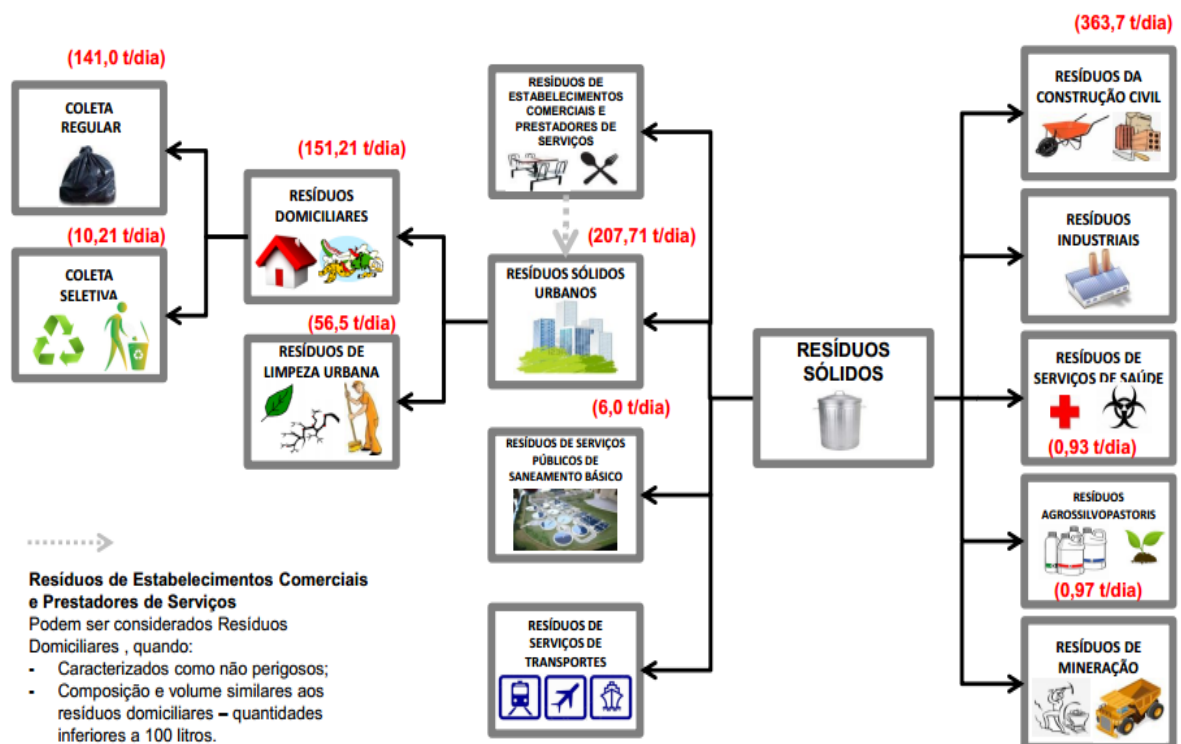 (363,7 t/dia)
(141,0 t/dia)
COLETA
REGULAR
(151,21 t/dia)
RESÍDUOS
DOMICILIARES
(10,21 t/dia)
COLETA
SELETIVA
(56,5 t/dia)
RESÍDUOS DE
LIMPEZA URBANA
RESÍDUOS DE
ESTABELECIMENTOS
COMERCIAIS E
PRESTADORES DE
SERVIÇOS
(207,71 t/dia)
RESÍDUOS SÓLIDOS
URBANOS
(6,0 t/dia)
RESÍDUOS DE SERVIÇOS
PÚBLICOS DE
SANEAMENTO BÁSICO
RESÍDUOS DE
SERVIÇOS DE
TRANSPORTES
RESÍDUOS
SÓLIDOS
RESÍDUOS DA
CONSTRUÇÃO CIVIL
RESÍDUOS
INDUSTRIAIS
RESÍDUOS DE
SERVIÇOS DE SAÚDE
(0,93 t/dia)
RESÍDUOS
AGROSSILVOPASTORIS
(0,97 t/dia)
RESÍDUOS DE
MINERAÇÃO
Resíduos de Estabelecimentos Comerciais
e Prestadores de Serviços
Podem ser considerados Resíduos
Domiciliares , quando:
- Caracterizados como não perigosos;
- Composição e volume similares aos
resíduos domiciliares – quantidades
inferiores a 100 litros.